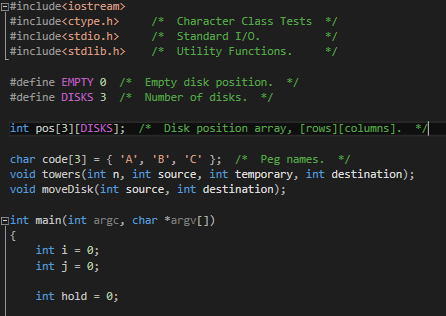 #include<iostream>
#include<ctype.h>     /*  Character Class Tests  */
#include<stdio.h>     /*  Standard I/O.          */
#include<stdlib.h>    /*  Utility Functions.     */
#define EMPTY 0  /*  Empty disk position.  */
#define DISKS 3  /*  Number of disks.  */
int pos[3][DISKS];  /*  Disk position array, [rows][columns].  */
char code[3] = { 'A', 'B', 'C' };  /*  Peg names.  */
void towers(int n, int source, int temporary, int destination);
void moveDisk(int source, int destination);
int main(int argc, char *argv[])
{
    int i = 0;
    int j = 0;
    int hold = 0;